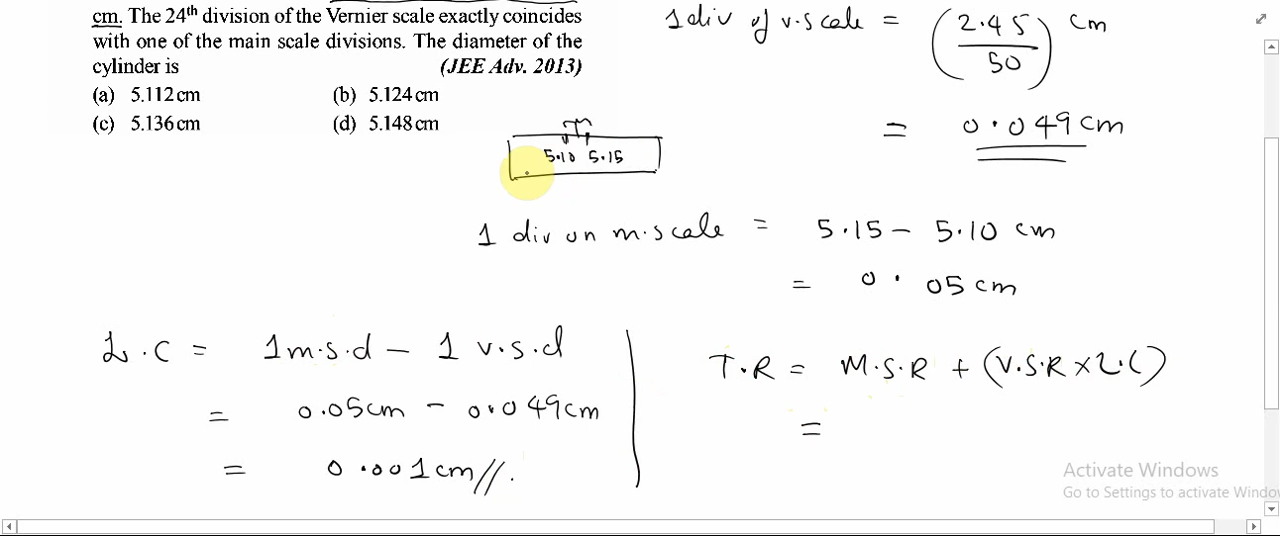 cm. The 24th division of the Vernier scale exactly coincides
with one of the main scale divisions. The diameter of the
cylinder is (JEE Adv. 2013)
(a) 5.112 cm (b) 5.124 cm
(c) 5.136 cm (d) 5.148 cm
1 div of v.scale = (2.45/50) cm
= 0.049 cm
5.10 5.15
1 div on m.scale = 5.15 - 5.10 cm
= 0.05 cm
L.C = 1 m.s.d - 1 v.s.d
= 0.05cm - 0.049cm
= 0.001cm//.
T.R = M.S.R + (V.S.R x L.C)
=
Activate Windows
Go to Settings to activate Windo